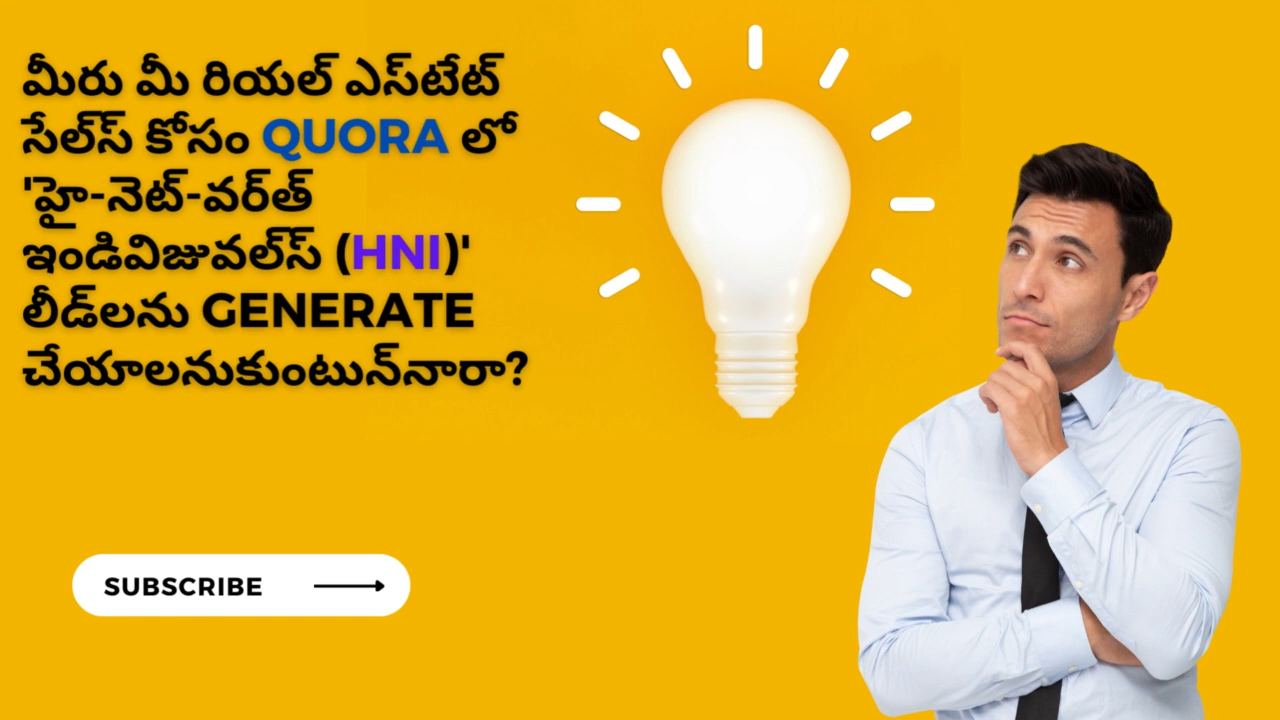 మీరు మీ రియల్ ఎస్‌టేట్
సేల్‌స్ కోసం QUORA లో
'హై-నెట్-వర్‌త్
ఇండివిజువల్‌స్ (HNI)'
లీడ్‌లను GENERATE
చేయాలనుకుంటున్‌నారా?
SUBSCRIBE